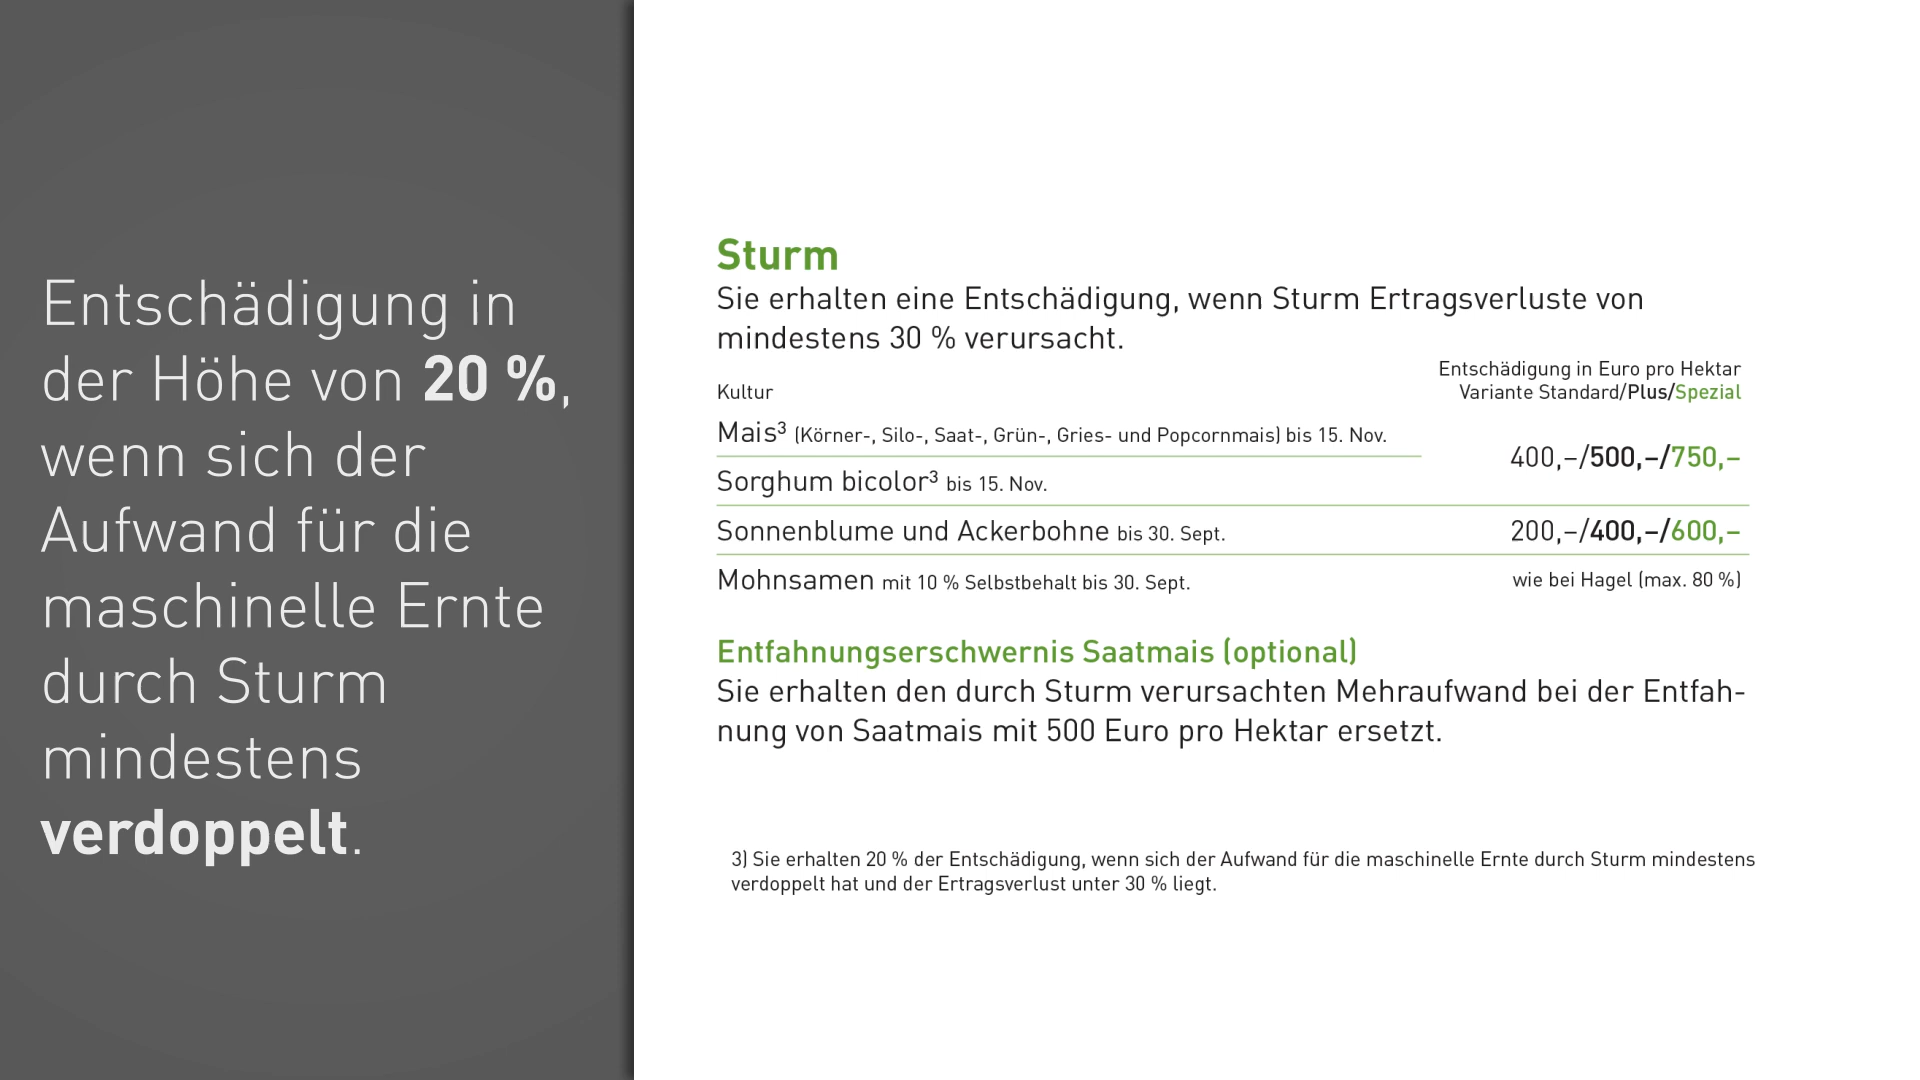 Entschädigung in
der Höhe von 20 %,
wenn sich der
Aufwand für die
maschinelle Ernte
durch Sturm
mindestens
verdoppelt.
Sturm
Sie erhalten eine Entschädigung, wenn Sturm Ertragsverluste von
mindestens 30 % verursacht.
Entschädigung in Euro pro Hektar
Kultur Variante Standard/Plus/Spezial
Mais³ (Körner-, Silo-, Saat-, Grün-, Gries- und Popcornmais) bis 15. Nov.
400,–/500,–/750,–
Sorghum bicolor³ bis 15. Nov.
Sonnenblume und Ackerbohne bis 30. Sept. 200,–/400,–/600,–
Mohnsamen mit 10 % Selbstbehalt bis 30. Sept. wie bei Hagel (max. 80 %)
Entfahnungserschwernis Saatmais (optional)
Sie erhalten den durch Sturm verursachten Mehraufwand bei der Entfah-
nung von Saatmais mit 500 Euro pro Hektar ersetzt.
3) Sie erhalten 20 % der Entschädigung, wenn sich der Aufwand für die maschinelle Ernte durch Sturm mindestens
verdoppelt hat und der Ertragsverlust unter 30 % liegt.